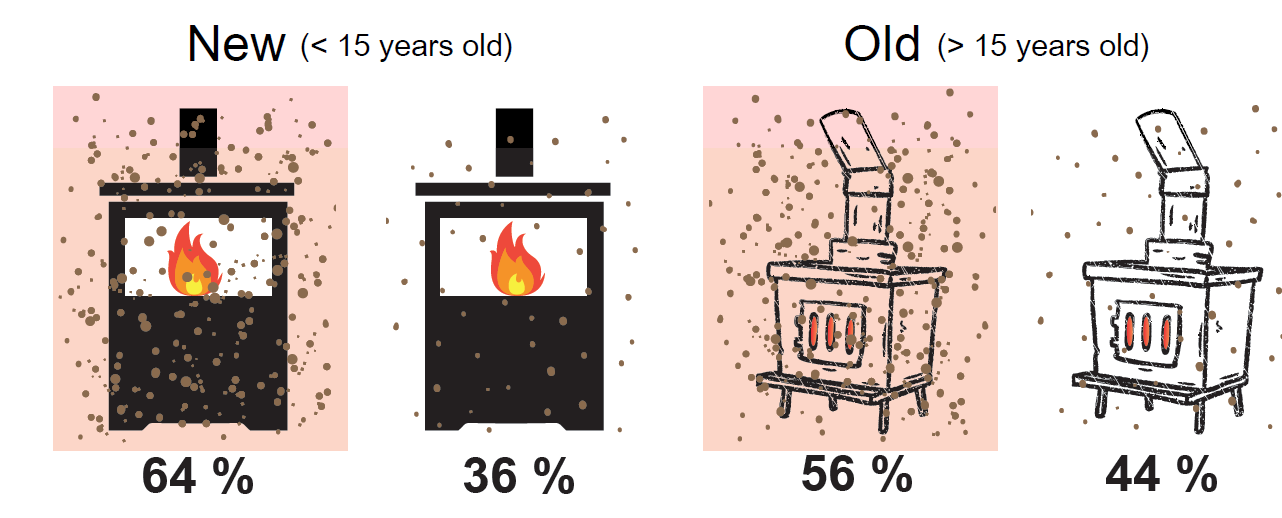 New (< 15 years old) Old (> 15 years old)
64 % 36 % 56 % 44 %